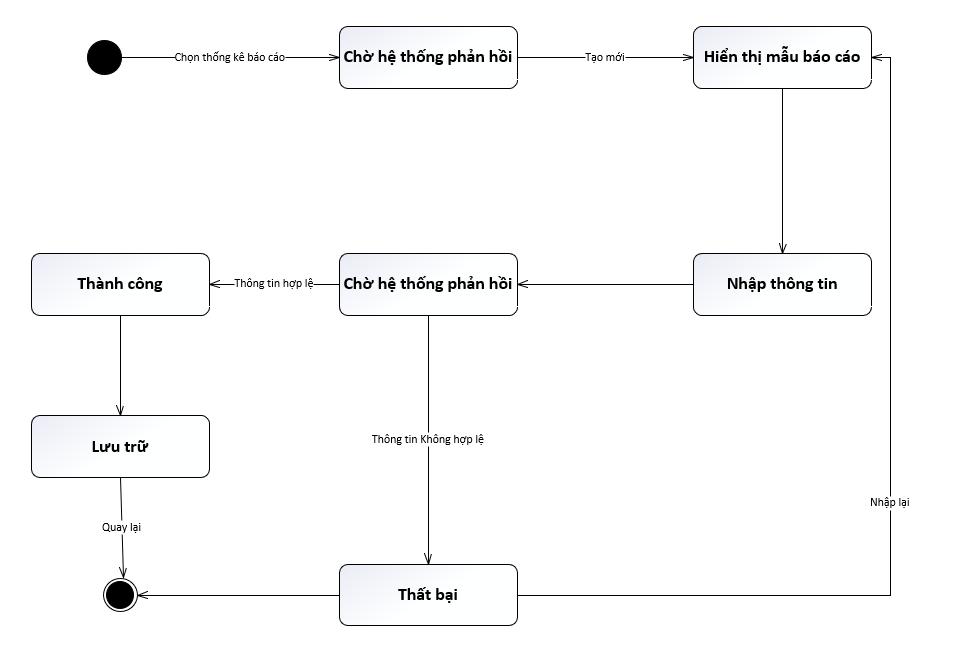 Chọn thống kê báo cáo
Chờ hệ thống phản hồi
Tạo mới
Hiển thị mẫu báo cáo
Thành công
Thông tin hợp lệ
Chờ hệ thống phản hồi
Nhập thông tin
Thông tin Không hợp lệ
Lưu trữ
Nhập lại
Quay lại
Thất bại